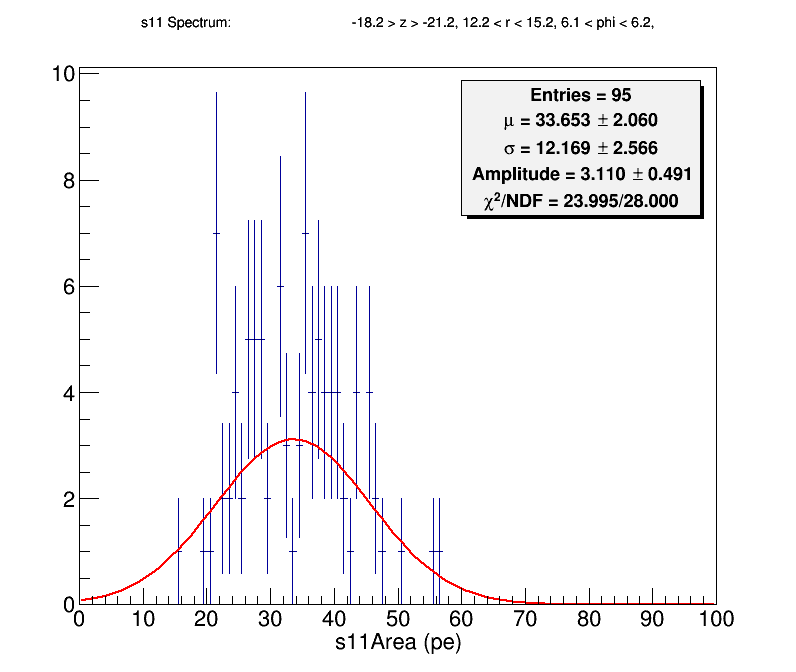 s11 Spectrum: -18.2 > z > -21.2, 12.2 < r < 15.2, 6.1 < phi < 6.2,
Entries = 95
μ = 33.653 ± 2.060
σ = 12.169 ± 2.566
Amplitude = 3.110 ± 0.491
χ²/NDF = 23.995/28.000
10
8
6
4
2
0
0 10 20 30 40 50 60 70 80 90 100
s11Area (pe)